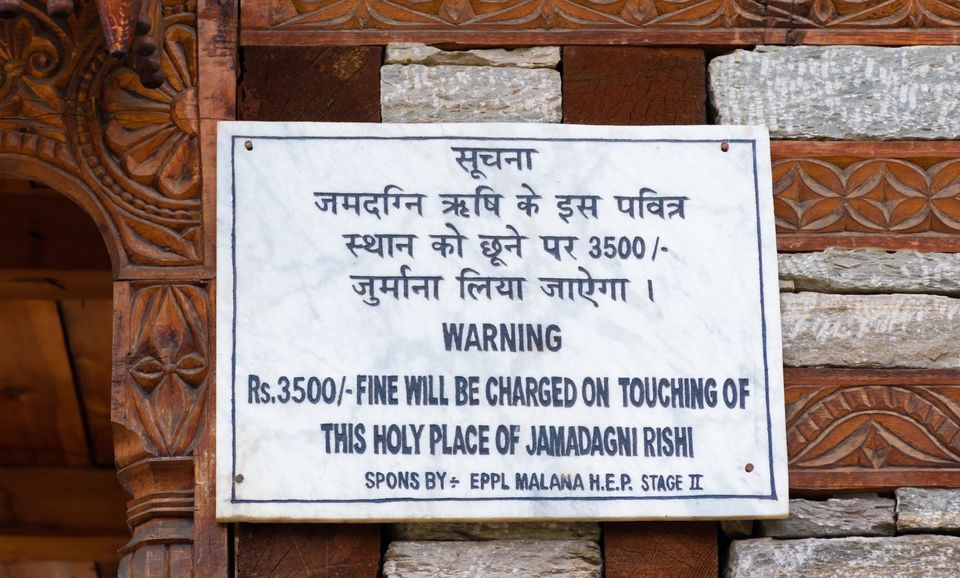 सूचना
जमदग्नि ऋषि के इस पवित्र
स्थान को छूने पर 3500/-
जुर्माना लिया जाऐगा ।
WARNING
Rs.3500/- FINE WILL BE CHARGED ON TOUCHING OF
THIS HOLY PLACE OF JAMADAGNI RISHI
SPONS BY ÷ EPPL MALANA H.E.P. STAGE II